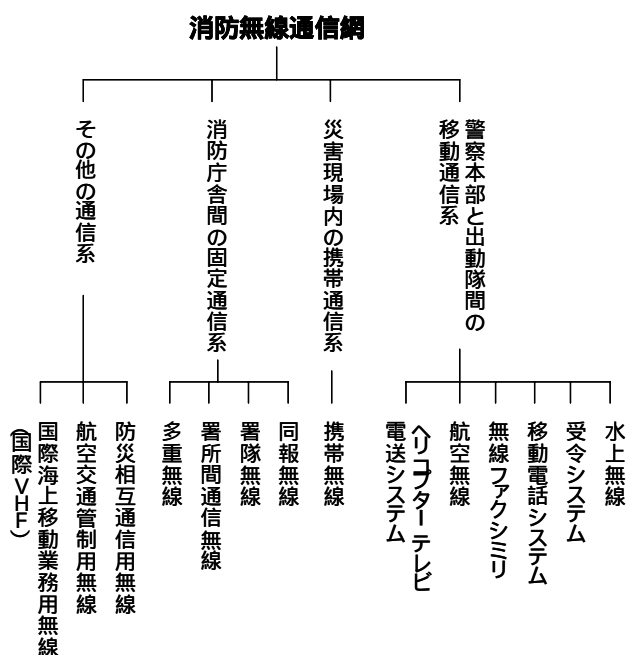 消防無線通信網
警察本部と出動隊間の
移動通信系
災害現場内の携帯通信系
消防庁舎間の固定通信系
その他の通信系
水上無線
受令システム
移動電話システム
無線ファクシミリ
航空無線
ヘリコプターテレビ
電送システム
携帯無線
同報無線
署隊無線
署所間通信無線
多重無線
防災相互通信用無線
航空交通管制用無線
国際海上移動業務用無線
(国際VHF)